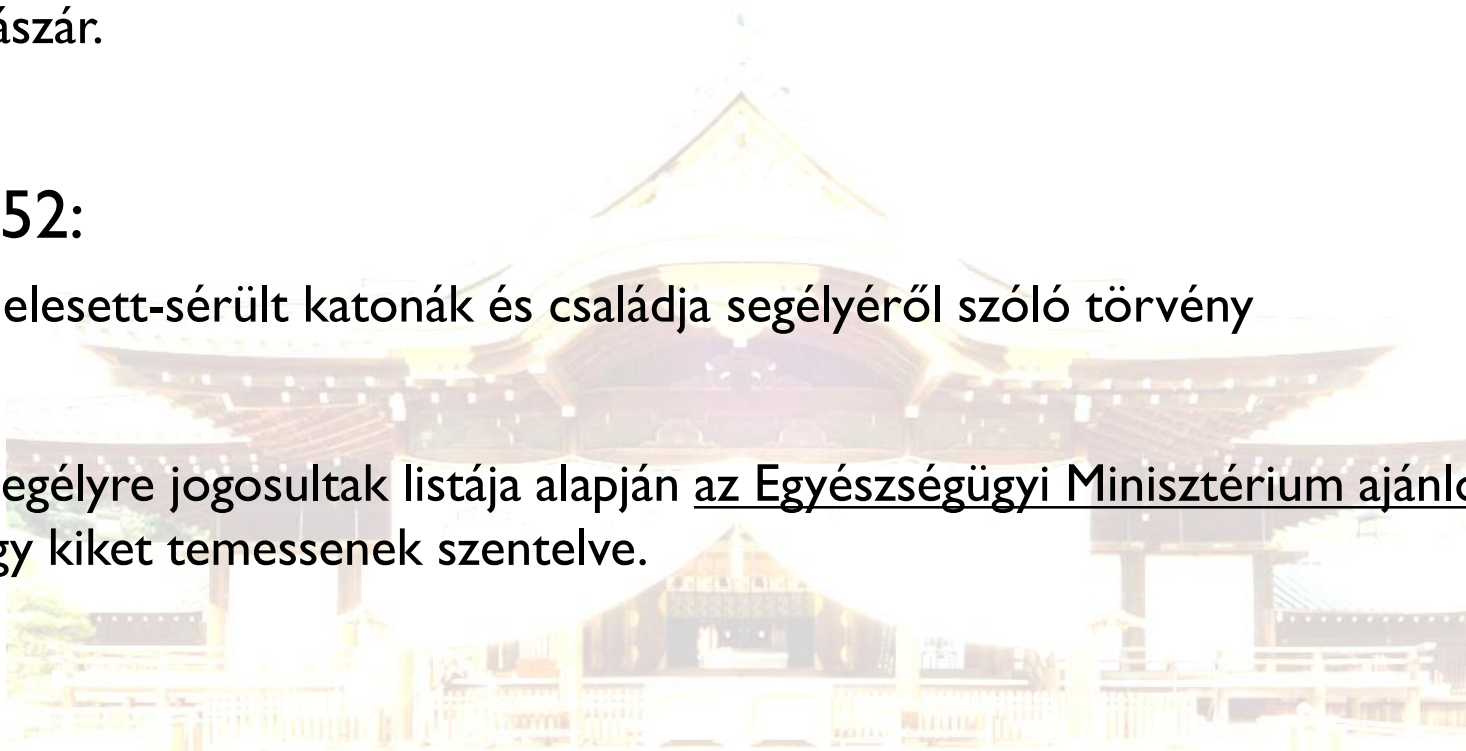 ászár.
52:
elesett-sérült katonák és családja segélyéről szóló törvény
egélyre jogosultak listája alapján az Egyészségügyi Minisztérium ajánl
gy kiket temessenek szentelve.